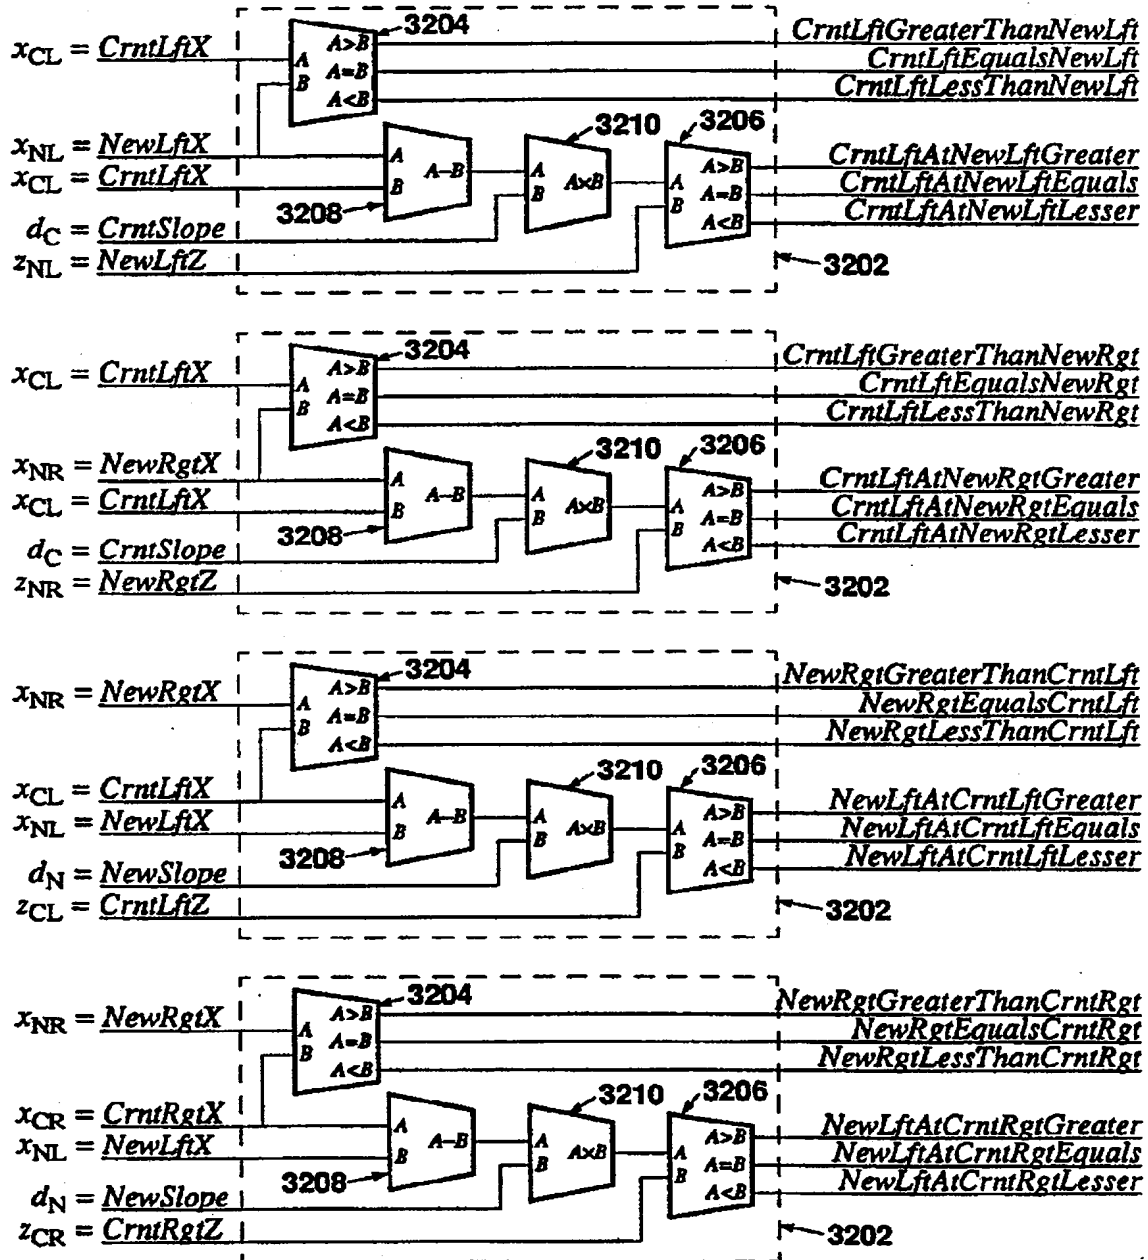 3204
CrntLftGreaterThanNewLft
x_CL = CrntLftX
A
B
A>B
A=B
A<B
CrntLftEqualsNewLft
CrntLftLessThanNewLft
3210
3206
x_NL = NewLftX
A
B
A–B
A
B
A×B
A
B
A>B
A=B
A<B
CrntLftAtNewLftGreater
x_CL = CrntLftX
CrntLftAtNewLftEquals
3208
CrntLftAtNewLftLesser
d_C = CrntSlope
z_NL = NewLftZ
3202
3204
CrntLftGreaterThanNewRgt
x_CL = CrntLftX
A
B
A>B
A=B
A<B
CrntLftEqualsNewRgt
CrntLftLessThanNewRgt
3210
3206
x_NR = NewRgtX
A
B
A–B
A
B
A×B
A
B
A>B
A=B
A<B
CrntLftAtNewRgtGreater
x_CL = CrntLftX
CrntLftAtNewRgtEquals
3208
CrntLftAtNewRgtLesser
d_C = CrntSlope
z_NR = NewRgtZ
3202
3204
NewRgtGreaterThanCrntLft
x_NR = NewRgtX
A
B
A>B
A=B
A<B
NewRgtEqualsCrntLft
NewRgtLessThanCrntLft
3210
3206
x_CL = CrntLftX
A
B
A–B
A
B
A×B
A
B
A>B
A=B
A<B
NewLftAtCrntLftGreater
x_NL = NewLftX
NewLftAtCrntLftEquals
3208
NewLftAtCrntLftLesser
d_N = NewSlope
z_CL = CrntLftZ
3202
3204
NewRgtGreaterThanCrntRgt
x_NR = NewRgtX
A
B
A>B
A=B
A<B
NewRgtEqualsCrntRgt
NewRgtLessThanCrntRgt
3210
3206
x_CR = CrntRgtX
A
B
A–B
A
B
A×B
A
B
A>B
A=B
A<B
NewLftAtCrntRgtGreater
x_NL = NewLftX
NewLftAtCrntRgtEquals
3208
NewLftAtCrntRgtLesser
d_N = NewSlope
z_CR = CrntRgtZ
3202